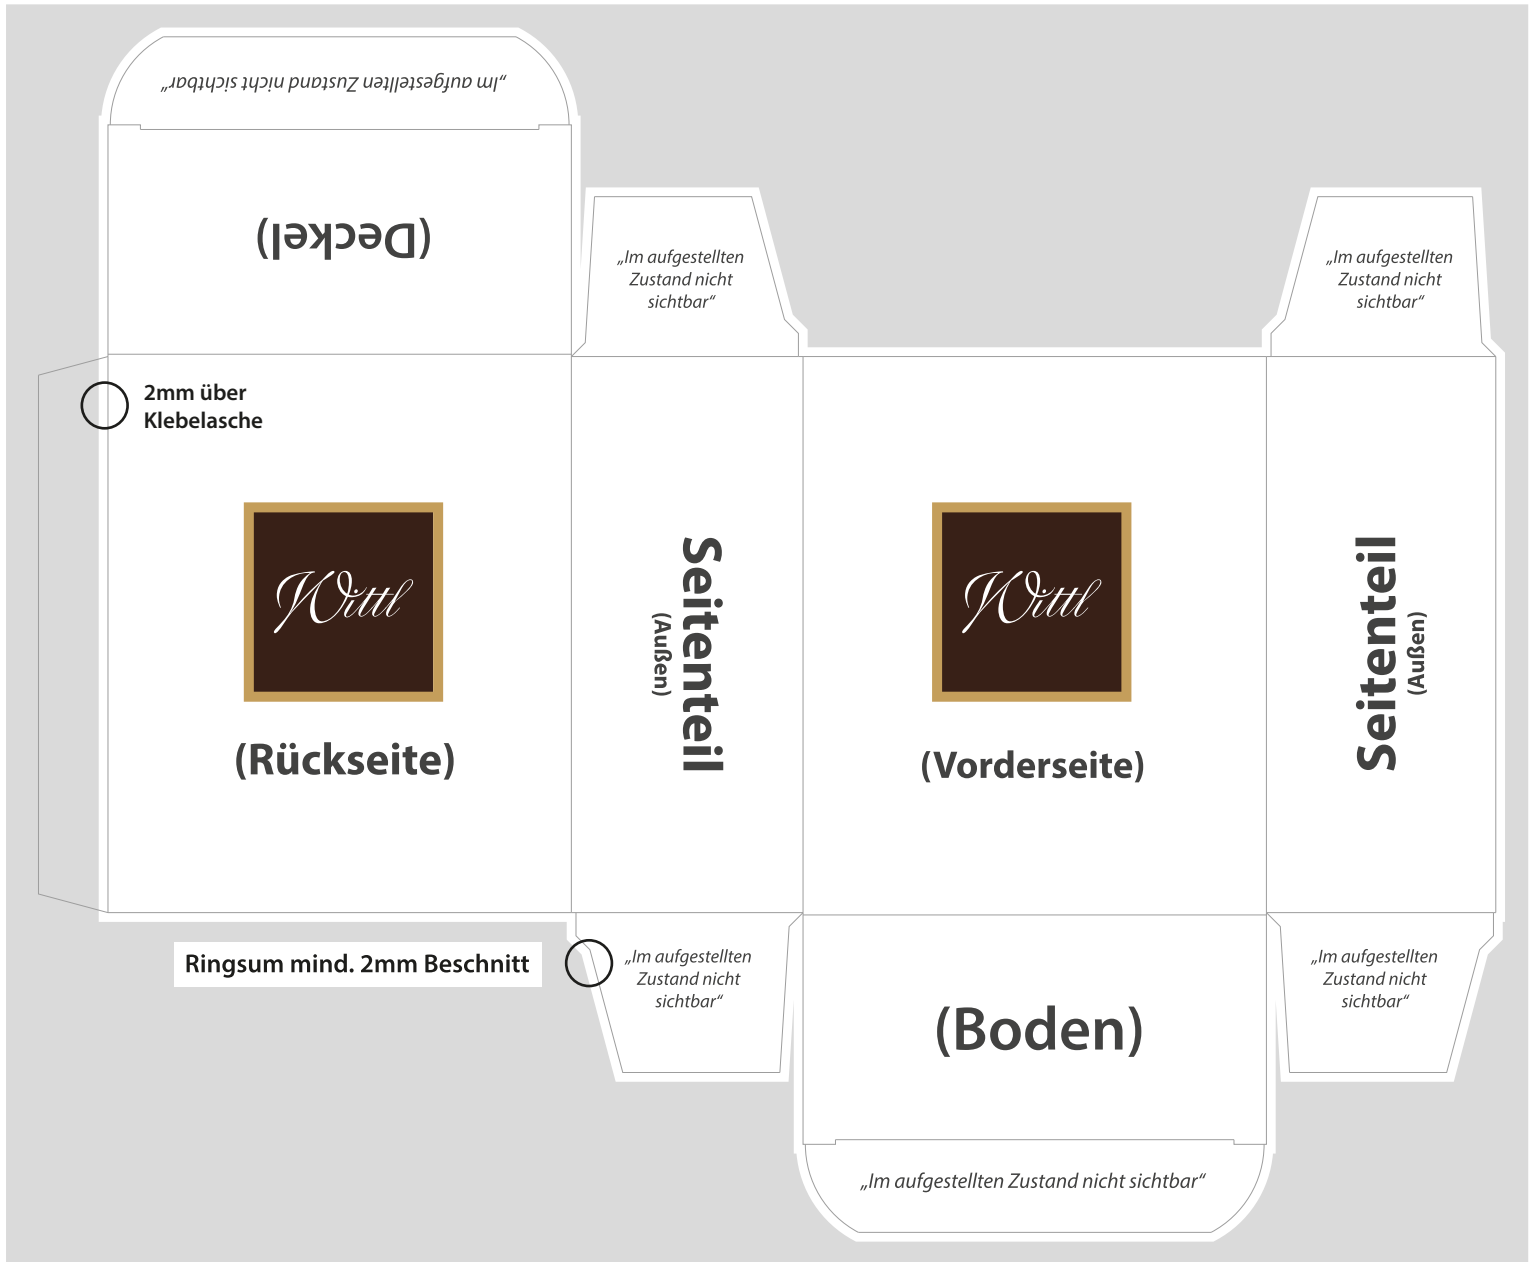 „Im aufgestellten Zustand nicht sichtbar“
(Deckel)
„Im aufgestellten
Zustand nicht
sichtbar“
„Im aufgestellten
Zustand nicht
sichtbar“
2mm über
Klebelasche
Wittl
(Rückseite)
Seitenteil
(Außen)
Wittl
(Vorderseite)
Seitenteil
(Außen)
Ringsum mind. 2mm Beschnitt
„Im aufgestellten
Zustand nicht
sichtbar“
(Boden)
„Im aufgestellten
Zustand nicht
sichtbar“
„Im aufgestellten Zustand nicht sichtbar“